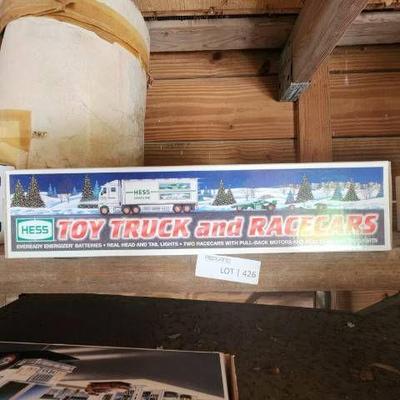 HESS
HESS
TOY TRUCK and RACECARS
EVEREADY ENERGIZER BATTERIES • REAL HEAD AND TAIL LIGHTS • TWO RACECARS WITH PULL-BACK MOTORS AND
LOT | 426